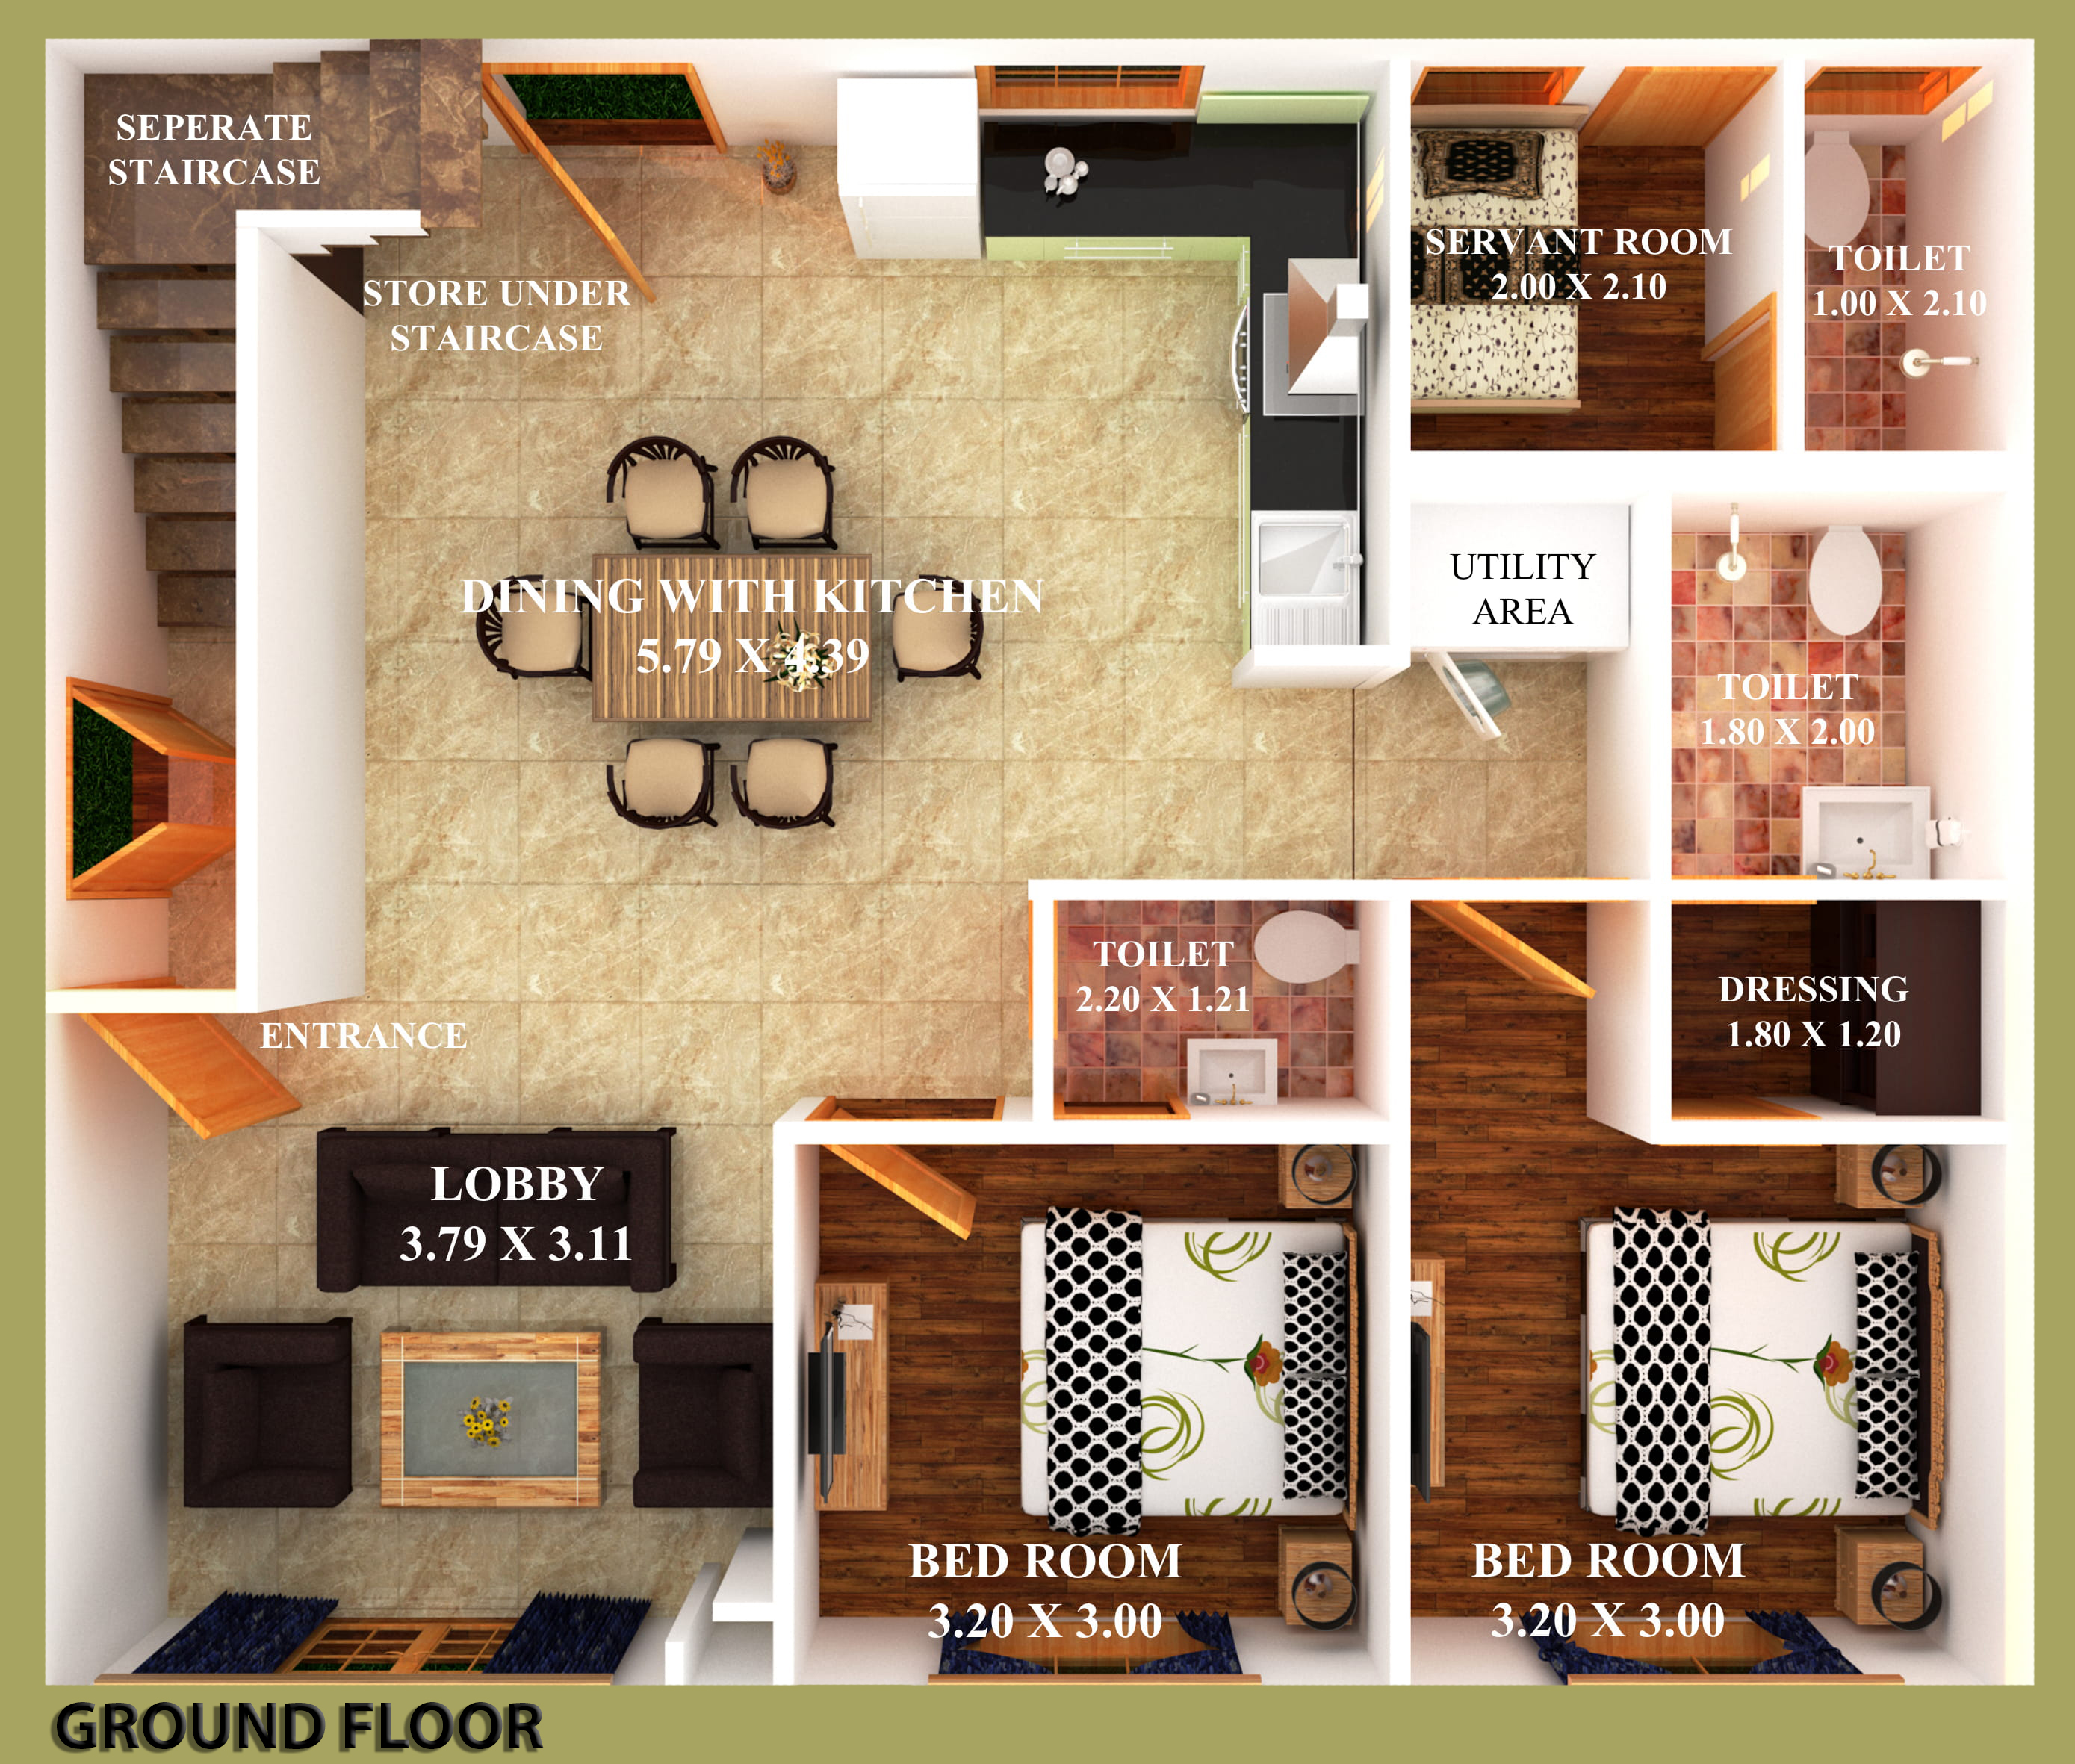 SEPERATE
STAIRCASE
STORE UNDER
STAIRCASE
SERVANT ROOM
2.00 X 2.10
TOILET
1.00 X 2.10
DINING WITH KITCHEN
5.79 X 4.39
UTILITY
AREA
TOILET
1.80 X 2.00
TOILET
2.20 X 1.21
DRESSING
1.80 X 1.20
ENTRANCE
LOBBY
3.79 X 3.11
BED ROOM
3.20 X 3.00
BED ROOM
3.20 X 3.00
GROUND FLOOR